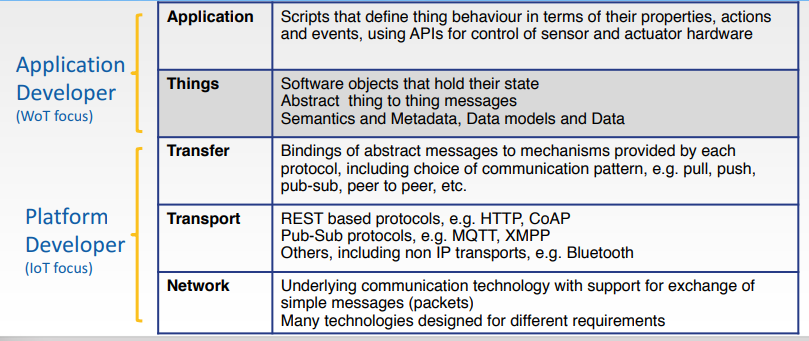 Application
Developer
(WoT focus)
Platform
Developer
(IoT focus)
Application
Scripts that define thing behaviour in terms of their properties, actions
and events, using APIs for control of sensor and actuator hardware
Things
Software objects that hold their state
Abstract thing to thing messages
Semantics and Metadata, Data models and Data
Transfer
Bindings of abstract messages to mechanisms provided by each
protocol, including choice of communication pattern, e.g. pull, push,
pub-sub, peer to peer, etc.
Transport
REST based protocols, e.g. HTTP, CoAP
Pub-Sub protocols, e.g. MQTT, XMPP
Others, including non IP transports, e.g. Bluetooth
Network
Underlying communication technology with support for exchange of
simple messages (packets)
Many technologies designed for different requirements